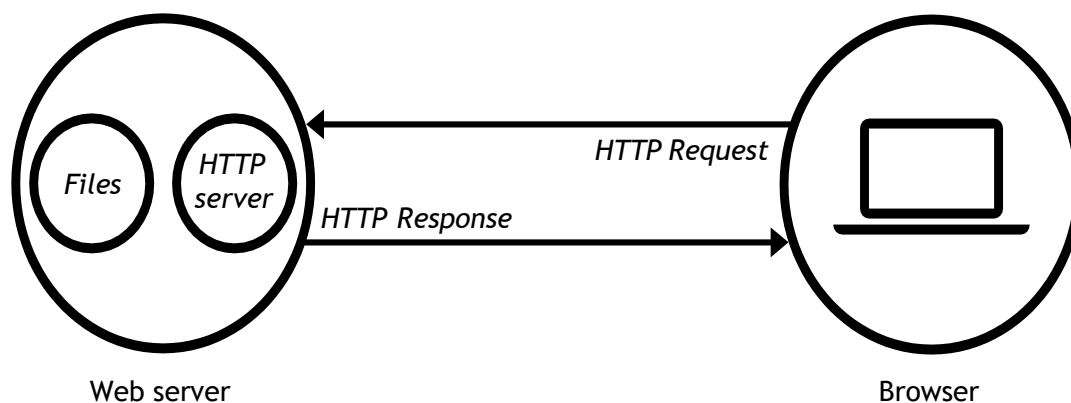 Files
HTTP
server
HTTP Request
HTTP Response
Web server
Browser